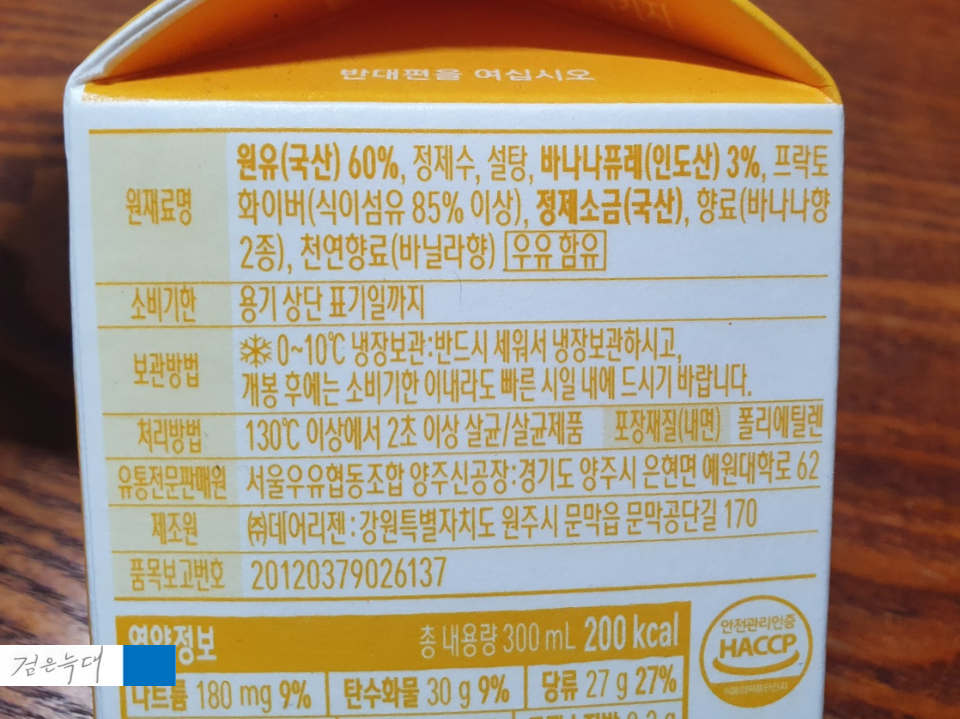 반대편을 여십시오
원재료명
원유(국산) 60%, 정제수, 설탕, 바나나퓨레(인도산) 3%, 프락토
화이버(식이섬유 85% 이상), 정제소금(국산), 향료(바나나향
2종), 천연향료(바닐라향) 우유 함유
소비기한 용기 상단 표기일까지
보관방법
0~10℃ 냉장보관:반드시 세워서 냉장보관하시고,
개봉 후에는 소비기한 이내라도 빠른 시일 내에 드시기 바랍니다.
처리방법 130℃ 이상에서 2초 이상 살균/살균제품 포장재질(내면) 폴리에틸렌
유통전문판매원 서울우유협동조합 양주신공장:경기도 양주시 은현면 예원대학로 62
제조원 ㈜데어리젠:강원특별자치도 원주시 문막읍 문막공단길 170
품목보고번호 20120379026137
영양정보 총 내용량 300 mL 200 kcal
나트륨 180 mg 9% 탄수화물 30 g 9% 당류 27 g 27%
안전관리인증
HACCP
식품의약품안전처
검은늑대